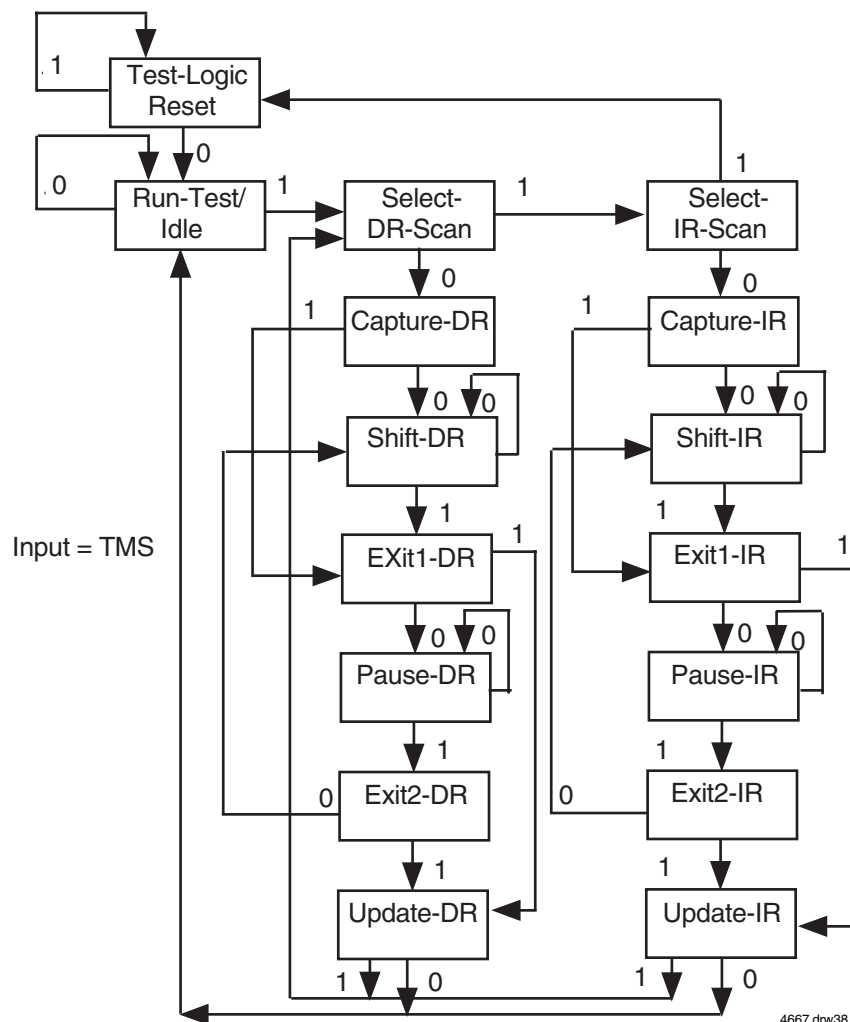 1
Test-Logic
Reset
0
1
0
Run-Test/
Idle
1
Select-
DR-Scan
1
Select-
IR-Scan
0
0
1
Capture-DR
1
Capture-IR
0
0
0
0
Shift-DR
Shift-IR
1
1
Input = TMS
EXit1-DR
1
Exit1-IR
1
0
0
0
0
Pause-DR
Pause-IR
1
1
0
Exit2-DR
0
Exit2-IR
1
1
Update-DR
Update-IR
1
0
1
0
4667 drw38